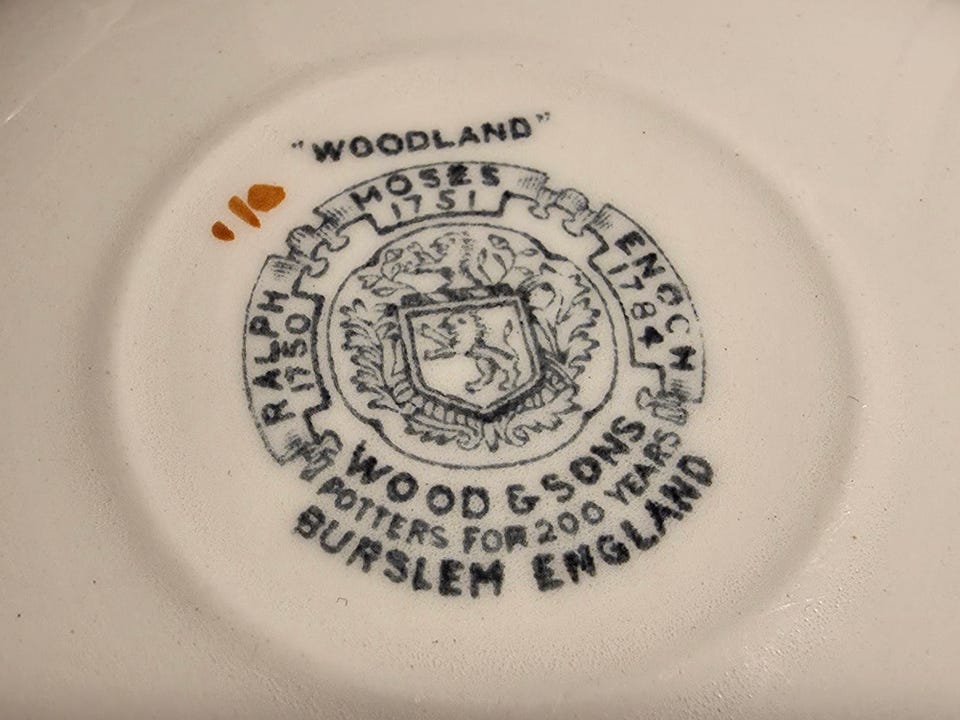 "WOODLAND"
MOSES
1751
RALPH
1750
ENOCH
1784
WOOD & SONS
POTTERS FOR 200 YEARS
BURSLEM ENGLAND